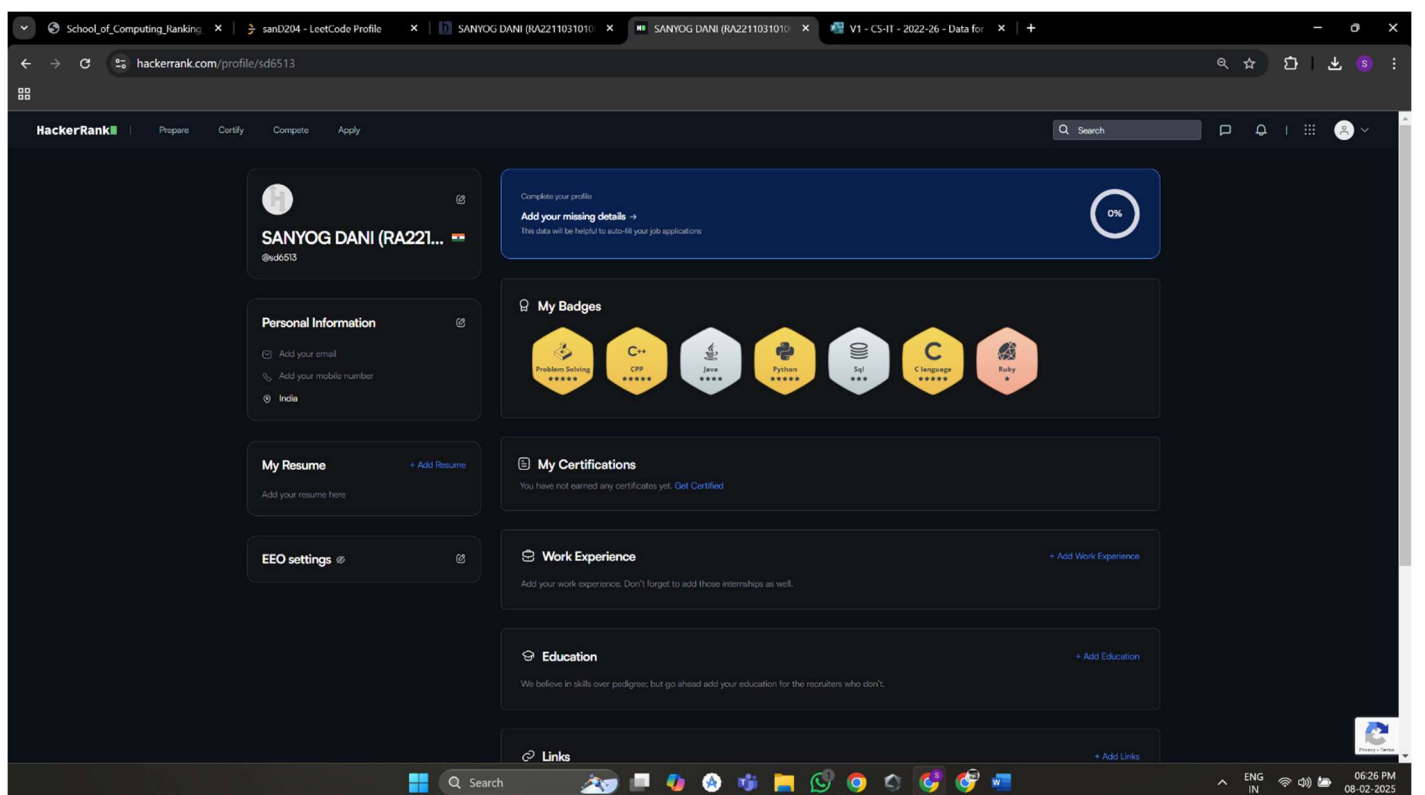 School_of_Computing_Ranking
sanD204 - LeetCode Profile
SANYOG DANI (RA2211031010
SANYOG DANI (RA2211031010
V1 - CS-IT - 2022-26 - Data for
hackerrank.com/profile/sd6513
S
HackerRank
Prepare
Certify
Compete
Apply
Search
H
SANYOG DANI (RA221...
@sd6513
Complete your profile
Add your missing details →
This data will be helpful to auto-fill your job applications
0%
Personal Information
Add your email
Add your mobile number
India
My Badges
Problem Solving
C++
CPP
Java
Python
Sql
C
C language
Ruby
My Resume
+ Add Resume
Add your resume here
My Certifications
You have not earned any certificates yet. Get Certified
EEO settings
Work Experience
+ Add Work Experience
Add your work experience. Don't forget to add those internships as well.
Education
+ Add Education
We believe in skills over pedigree; but go ahead add your education for the recruiters who don't.
Links
+ Add Links
Privacy - Terms
Search
ENG
IN
06:26 PM
08-02-2025